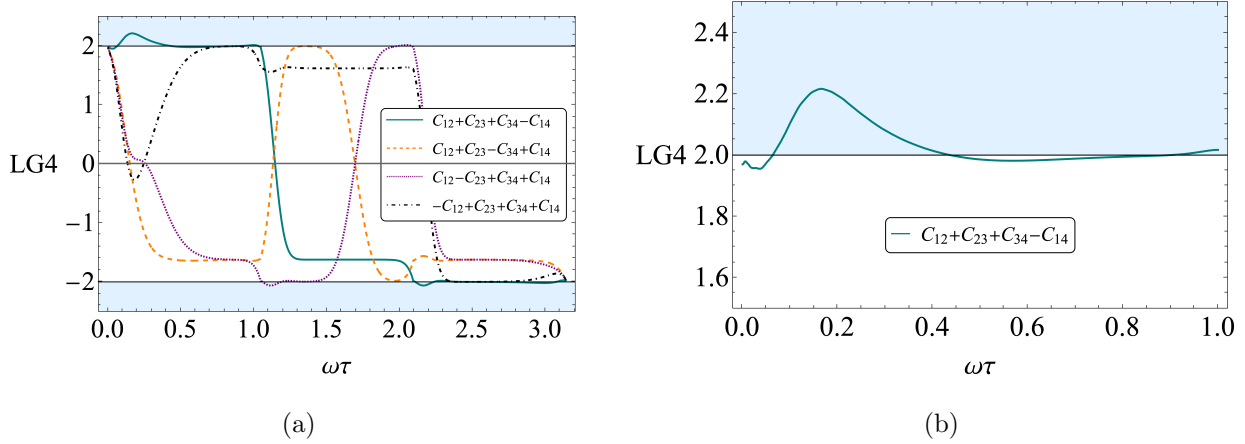 2
1
0
−1
−2
LG4
0.0 0.5 1.0 1.5 2.0 2.5 3.0
ωτ
C₁₂+C₂₃+C₃₄−C₁₄
C₁₂+C₂₃−C₃₄+C₁₄
C₁₂−C₂₃+C₃₄+C₁₄
−C₁₂+C₂₃+C₃₄+C₁₄
(a)
2.4
2.2
2.0
1.8
1.6
LG4
0.0 0.2 0.4 0.6 0.8 1.0
ωτ
C₁₂+C₂₃+C₃₄−C₁₄
(b)